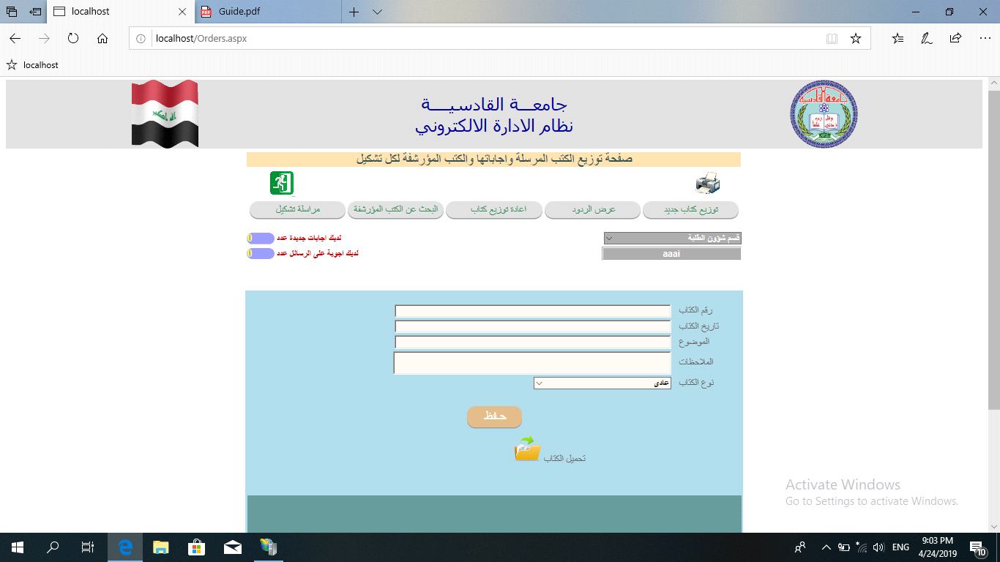 localhost
Guide.pdf
localhost/Orders.aspx
localhost
جامعـــة القادسيـــــة
نظام الادارة الالكتروني
صفحة توزيع الكتب المرسلة واجاباتها والكتب المؤرشفة لكل تشكيل
توزيع كتاب جديد
عرض الردود
اعادة توزيع كتاب
البحث عن الكتب المؤرشفة
مراسلة تشكيل
قسم شؤون الطلبة
لديك اجابات جديدة عدد 0
aaai
لديك اجوبة على الرسائل عدد 0
رقم الكتاب
تاريخ الكتاب
الموضوع
الملاحظات
نوع الكتاب
عادي
حـفـظ
تحميل الكتاب
Activate Windows
Go to Settings to activate Windows.
ENG
9:03 PM
4/24/2019
10